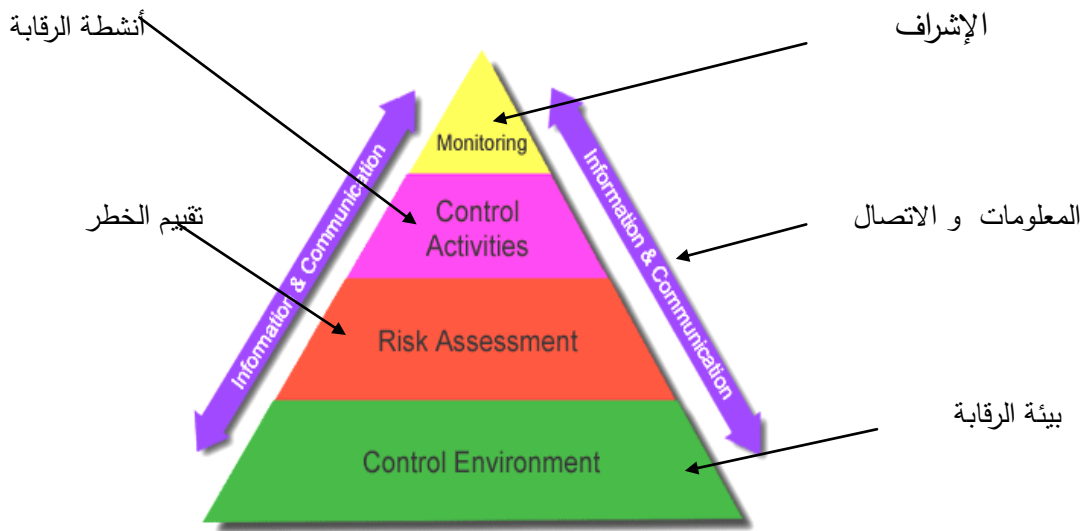 أنشطة الرقابة
الإشراف
Monitoring
Information & Communication
Information & Communication
Control
Activities
تقييم الخطر
المعلومات و الاتصال
Risk Assessment
بيئة الرقابة
Control Environment